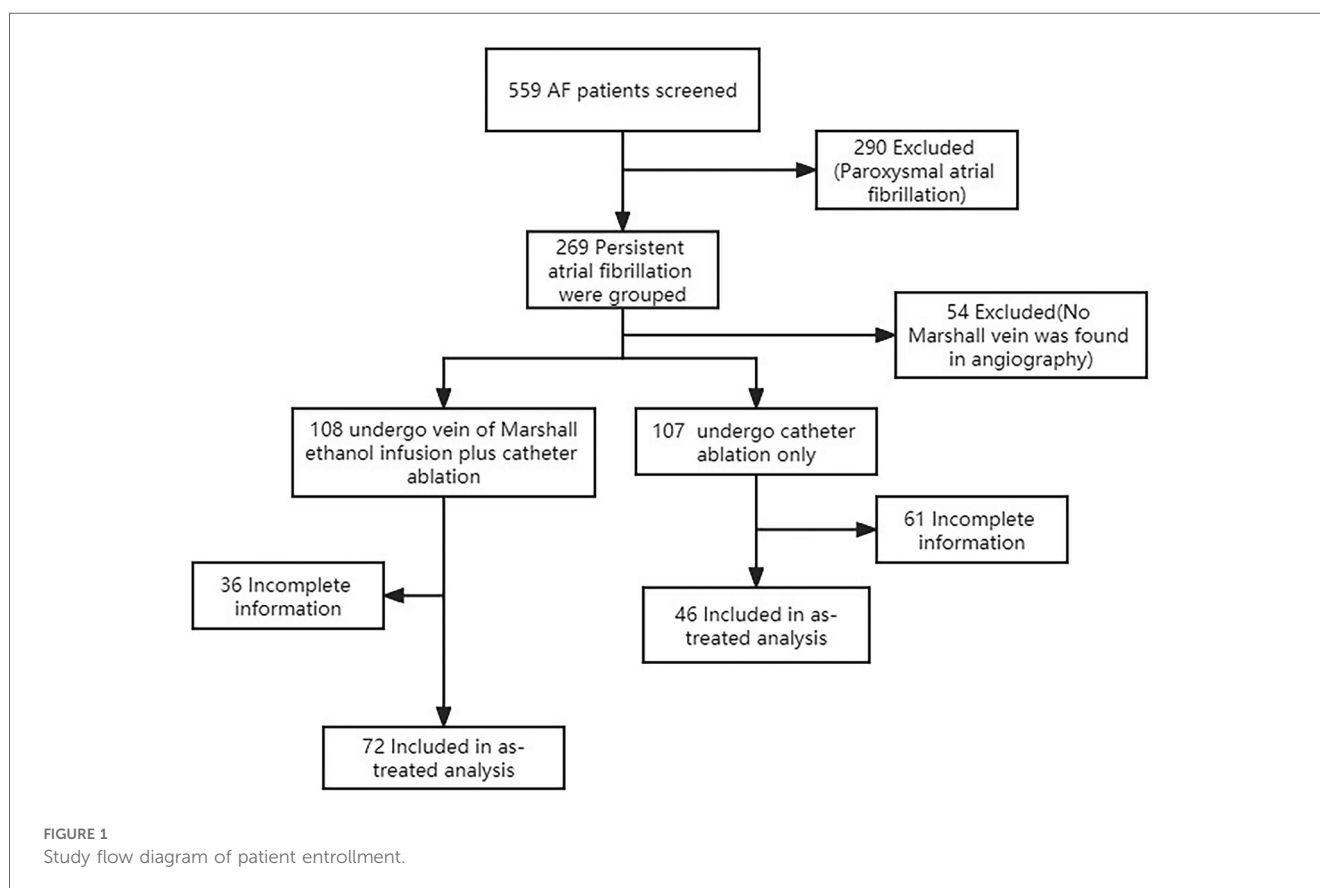 559 AF patients screened
290 Excluded
(Paroxysmal atrial
fibrillation)
269 Persistent
atrial fibrillation
were grouped
54 Excluded(No
Marshall vein was found
in angiography)
108 undergo vein of Marshall
ethanol infusion plus catheter
ablation
107 undergo catheter
ablation only
61 Incomplete
information
36 Incomplete
information
46 Included in as-
treated analysis
72 Included in as-
treated analysis
FIGURE 1
Study flow diagram of patient entrollment.